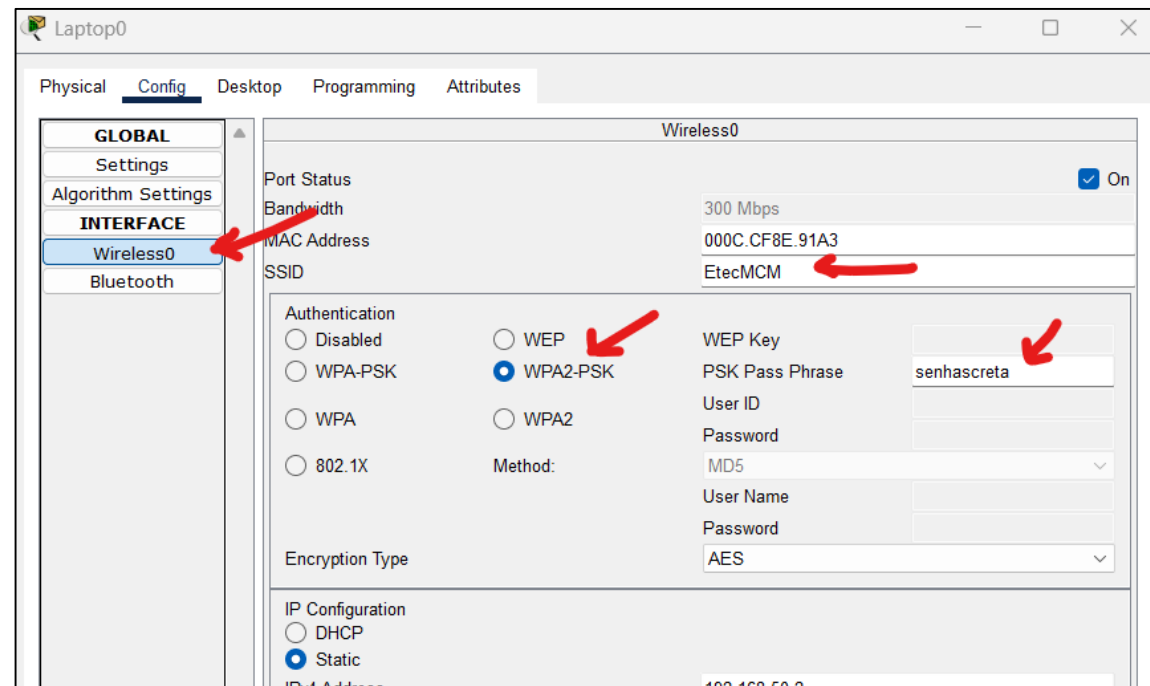 Laptop0
Physical Config Desktop Programming Attributes
GLOBAL
Settings
Algorithm Settings
INTERFACE
Wireless0
Bluetooth
Wireless0
Port Status On
Bandwidth 300 Mbps
MAC Address 000C.CF8E.91A3
SSID EtecMCM
Authentication
Disabled WEP WEP Key
WPA-PSK WPA2-PSK PSK Pass Phrase senhascreta
User ID
WPA WPA2
Password
802.1X Method: MD5
User Name
Password
Encryption Type AES
IP Configuration
DHCP
Static